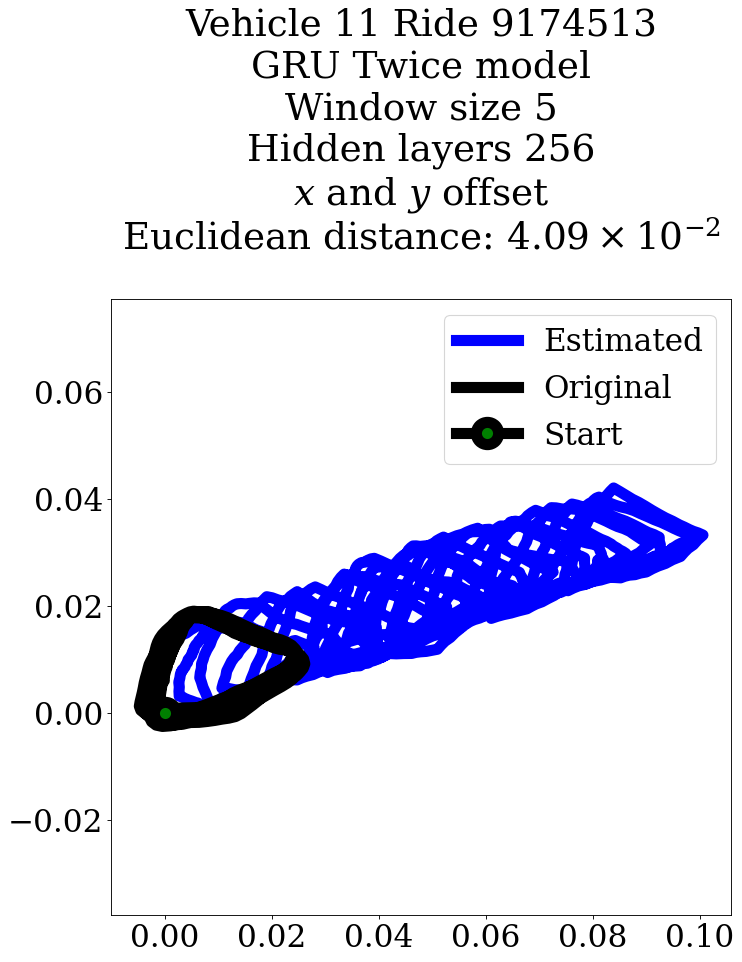 Vehicle 11 Ride 9174513
GRU Twice model
Window size 5
Hidden layers 256
x and y offset
Euclidean distance: 4.09 × 10⁻²
Estimated
Original
Start
0.06
0.04
0.02
0.00
−0.02
0.00 0.02 0.04 0.06 0.08 0.10